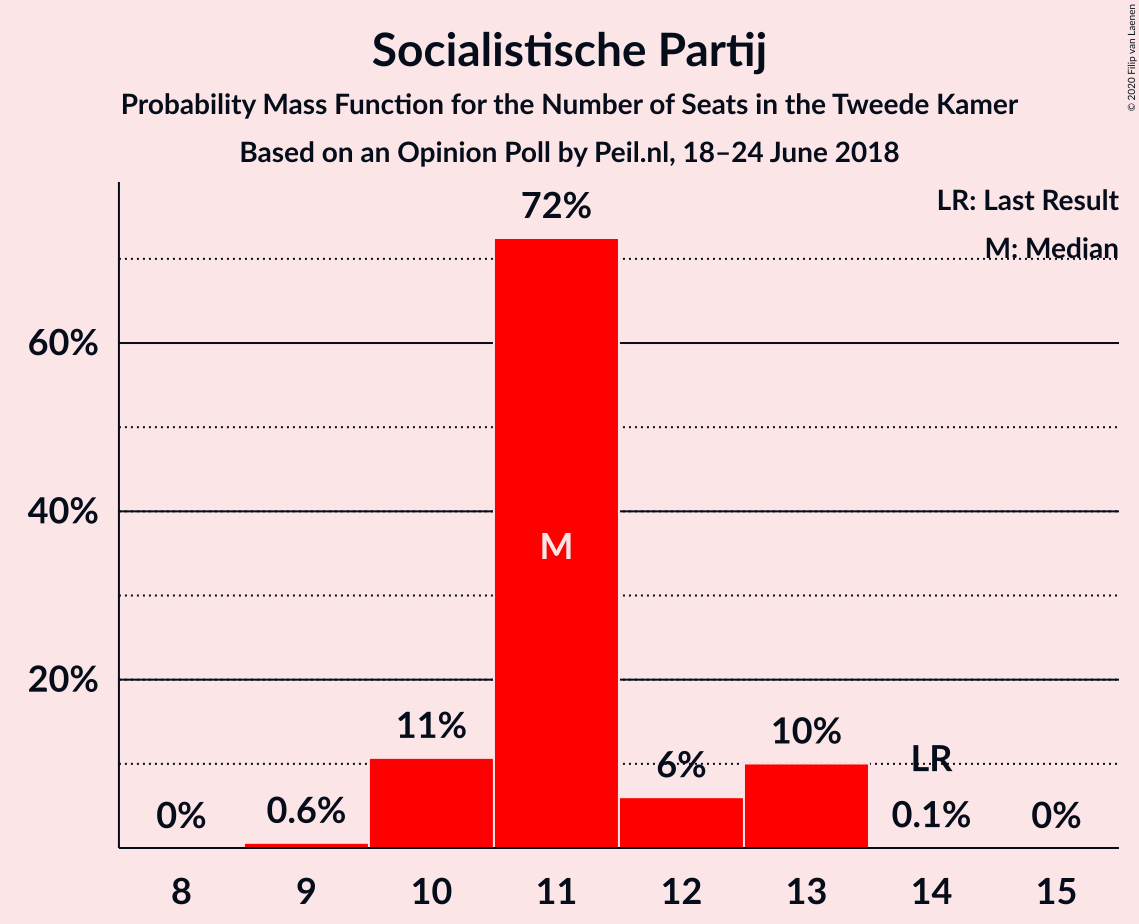 Socialistische Partij
Probability Mass Function for the Number of Seats in the Tweede Kamer
Based on an Opinion Poll by Peil.nl, 18–24 June 2018
© 2020 Filip van Laenen
LR: Last Result
M: Median
60%
40%
20%
0%
0.6%
11%
72%
M
6%
10%
LR
0.1%
0%
8 9 10 11 12 13 14 15